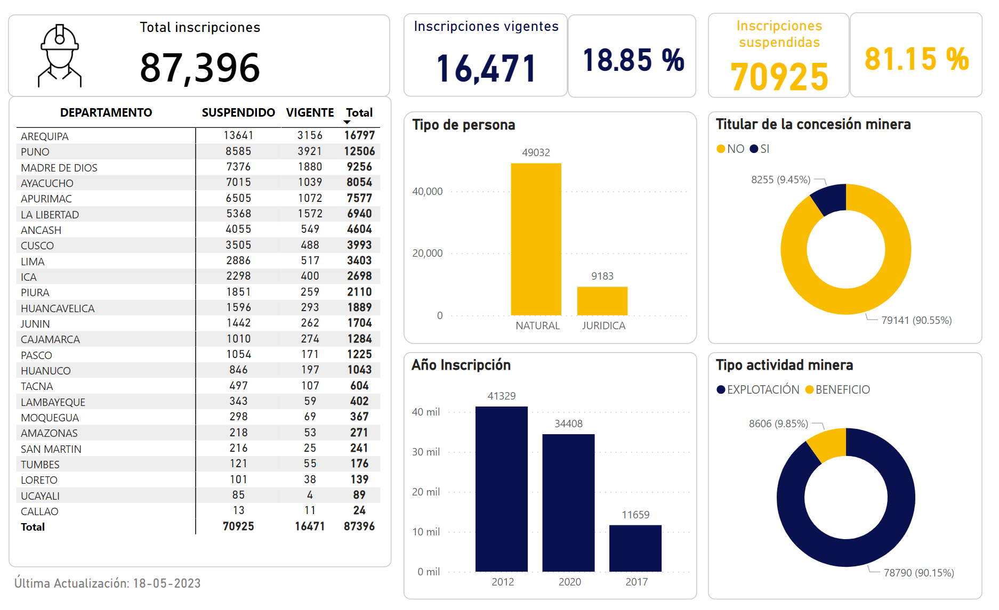 Total inscripciones
87,396
Inscripciones vigentes
16,471
18.85 %
Inscripciones
suspendidas
70925
81.15 %
DEPARTAMENTO SUSPENDIDO VIGENTE Total
AREQUIPA 13641 3156 16797
PUNO 8585 3921 12506
MADRE DE DIOS 7376 1880 9256
AYACUCHO 7015 1039 8054
APURIMAC 6505 1072 7577
LA LIBERTAD 5368 1572 6940
ANCASH 4055 549 4604
CUSCO 3505 488 3993
LIMA 2886 517 3403
ICA 2298 400 2698
PIURA 1851 259 2110
HUANCAVELICA 1596 293 1889
JUNIN 1442 262 1704
CAJAMARCA 1010 274 1284
PASCO 1054 171 1225
HUANUCO 846 197 1043
TACNA 497 107 604
LAMBAYEQUE 343 59 402
MOQUEGUA 298 69 367
AMAZONAS 218 53 271
SAN MARTIN 216 25 241
TUMBES 121 55 176
LORETO 101 38 139
UCAYALI 85 4 89
CALLAO 13 11 24
Total 70925 16471 87396
Última Actualización: 18-05-2023
Tipo de persona
49032
40,000
20,000
9183
0
NATURAL JURIDICA
Titular de la concesión minera
NO SI
8255 (9.45%)
79141 (90.55%)
Año Inscripción
41329
40 mil
34408
30 mil
20 mil
11659
10 mil
0 mil
2012 2020 2017
Tipo actividad minera
EXPLOTACIÓN BENEFICIO
8606 (9.85%)
78790 (90.15%)